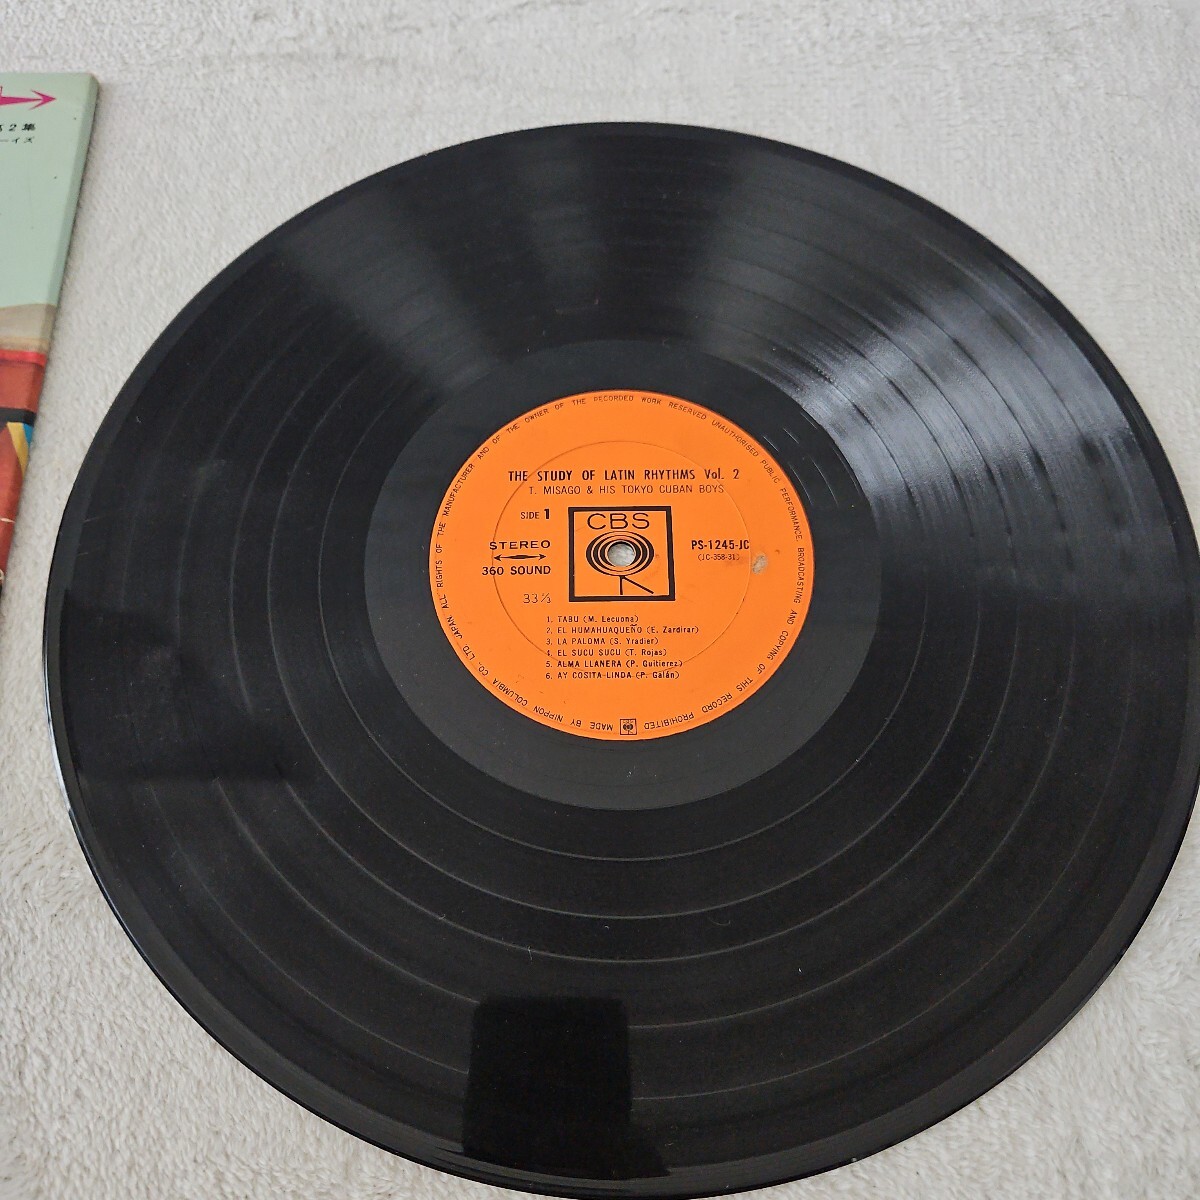 2集
ーイズ
THE STUDY OF LATIN RHYTHMS Vol. 2
T. MISAGO & HIS TOKYO CUBAN BOYS
SIDE 1
CBS
STEREO
360 SOUND
33⅓
PS-1245-JC
(JC-358-31)
1. TABU (M. Lecuona)
2. EL HUMAHUAQUEÑO (E. Zardirar)
3. LA PALOMA (S. Yradier)
4. EL SUCU SUCU (T. Rojas)
5. ALMA LLANERA (P. Guitierez)
6. AY COSITA-LINDA (P. Galán)
ALL RIGHTS OF THE MANUFACTURER AND OF THE OWNER OF THE RECORDED WORK RESERVED UNAUTHORISED PUBLIC PERFORMANCE BROADCASTING AND COPYING OF THIS RECORD PROHIBITED
MADE BY NIPPON COLUMBIA CO., LTD. JAPAN